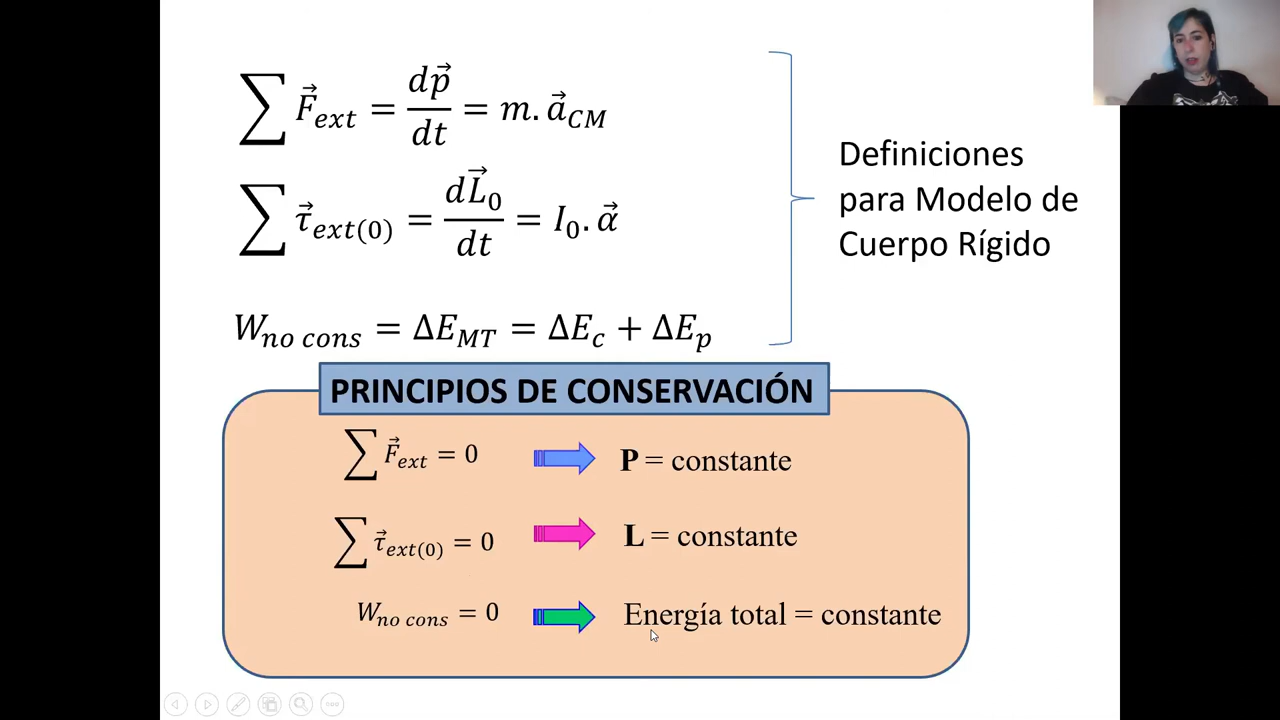 ∑ F⃗ext = dp⃗/dt = m. a⃗CM
∑ τ⃗ext(0) = dL⃗0/dt = I0. α⃗
Wno cons = ΔEMT = ΔEc + ΔEp
Definiciones
para Modelo de
Cuerpo Rígido
PRINCIPIOS DE CONSERVACIÓN
∑ F⃗ext = 0 P = constante
∑ τ⃗ext(0) = 0 L = constante
Wno cons = 0 Energía total = constante